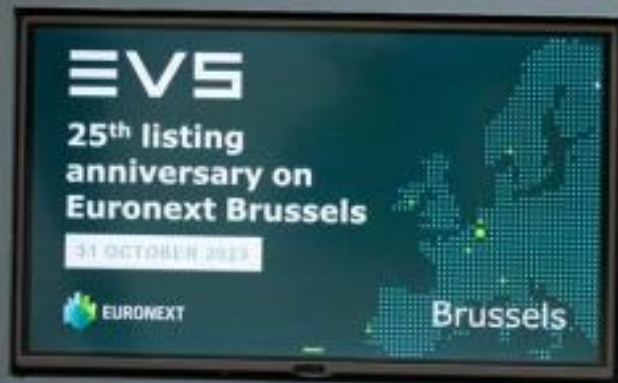 EVS
25th listing
anniversary on
Euronext Brussels
31 OCTOBER 2023
EURONEXT
Brussels